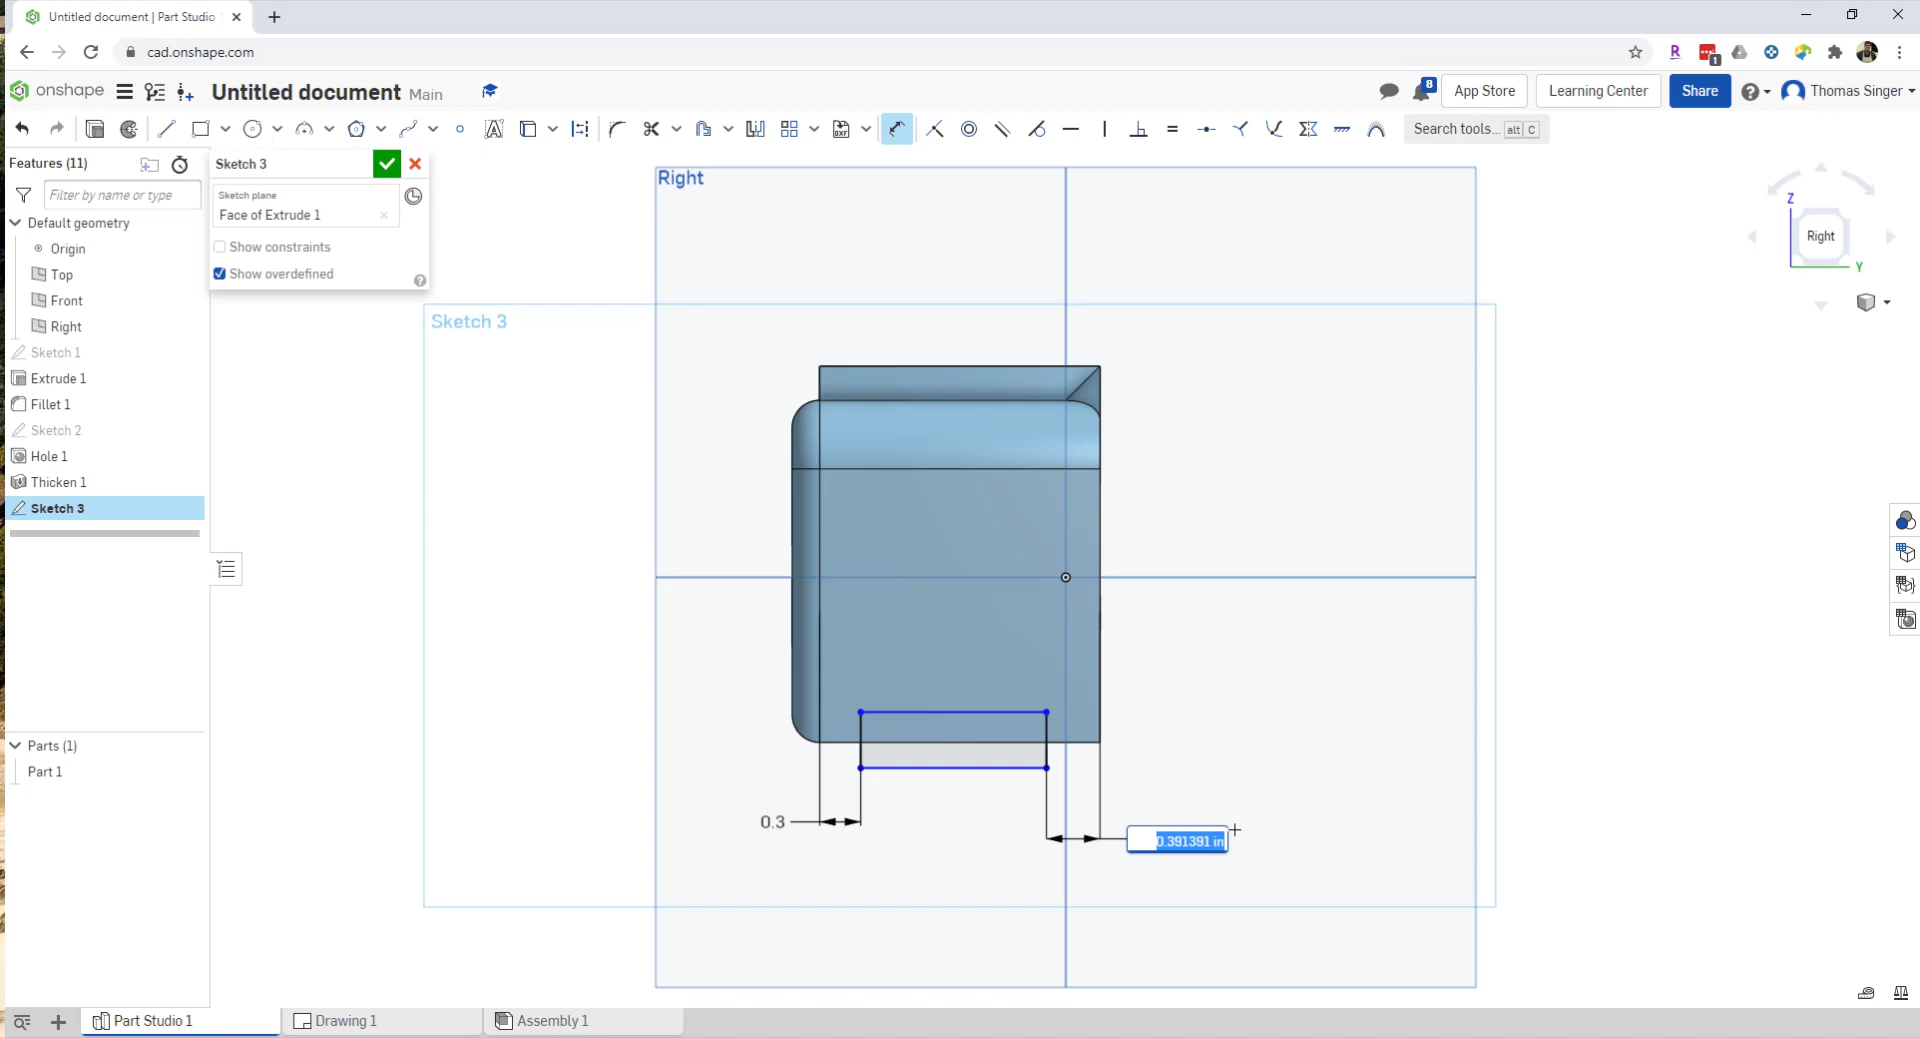 Untitled document | Part Studio
cad.onshape.com
R
1
onshape
Untitled document
Main
8
App Store
Learning Center
Share
Thomas Singer
DXF
Search tools... alt C
Features (11)
Filter by name or type
Default geometry
Origin
Top
Front
Right
Sketch 1
Extrude 1
Fillet 1
Sketch 2
Hole 1
Thicken 1
Sketch 3
Sketch 3
Sketch plane
Face of Extrude 1
Show constraints
Show overdefined
Right
Sketch 3
Z
Right
Y
0.3
0.391391 in
Parts (1)
Part 1
Part Studio 1
Drawing 1
Assembly 1